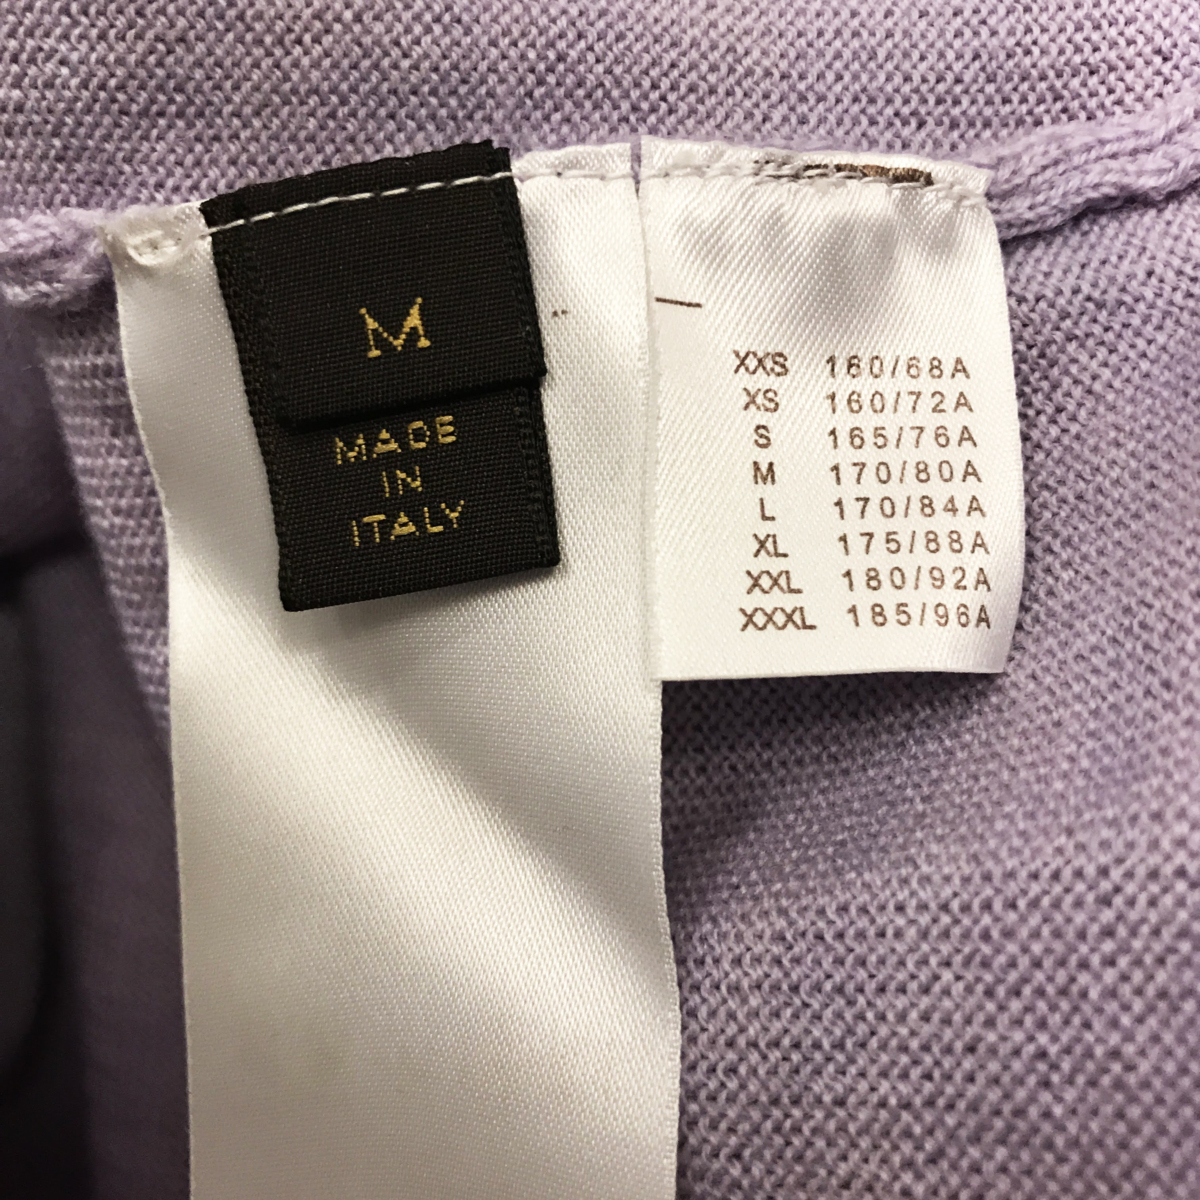 M
MADE
IN
ITALY
XXS 160/68A
XS 160/72A
S 165/76A
M 170/80A
L 170/84A
XL 175/88A
XXL 180/92A
XXXL 185/96A